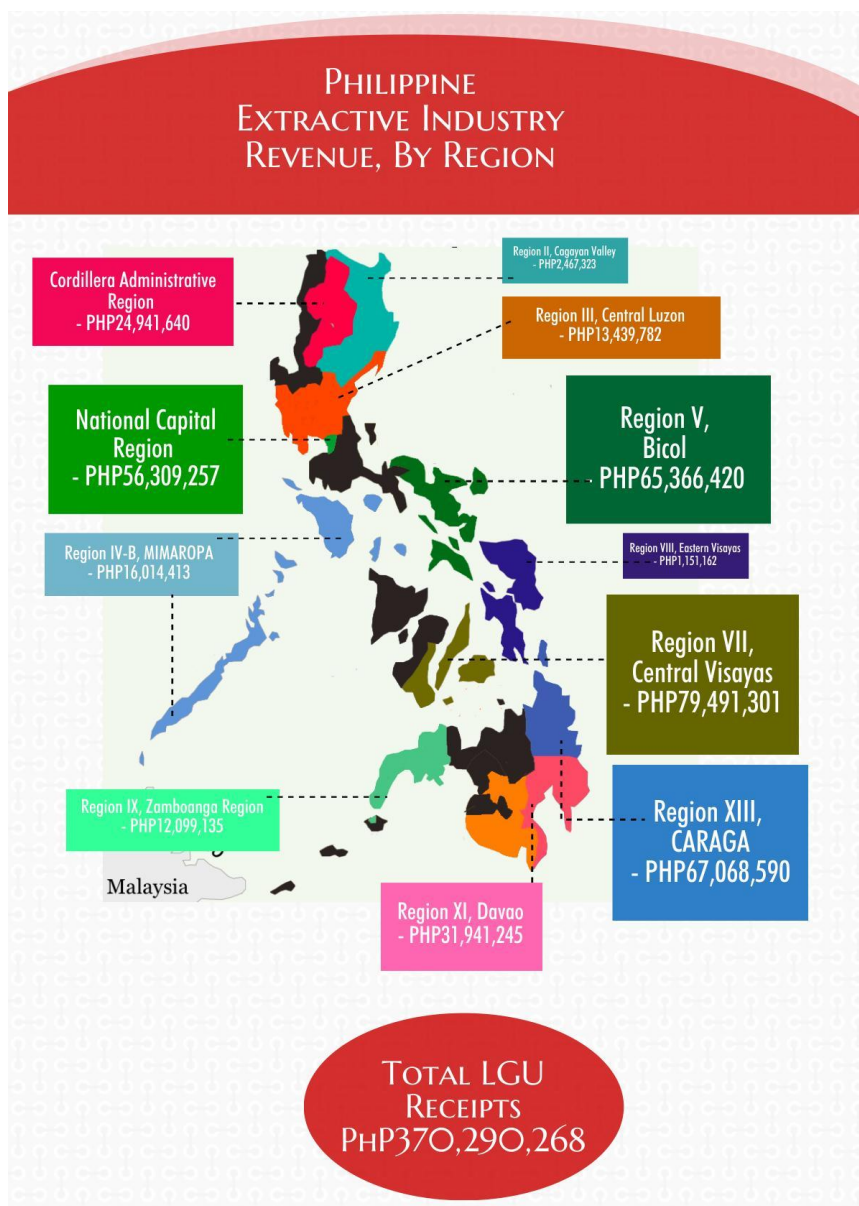 PHILIPPINE
EXTRACTIVE INDUSTRY
REVENUE, BY REGION
Region II, Cagayan Valley
- PHP2,467,323
Cordillera Administrative
Region
- PHP24,941,640
Region III, Central Luzon
- PHP13,439,782
National Capital
Region
- PHP56,309,257
Region V,
Bicol
- PHP65,366,420
Region IV-B, MIMAROPA
- PHP16,014,413
Region VIII, Eastern Visayas
- PHP1,151,162
Region VII,
Central Visayas
- PHP79,491,301
Region IX, Zamboanga Region
- PHP12,099,135
Region XIII,
CARAGA
- PHP67,068,590
Malaysia
Region XI, Davao
- PHP31,941,245
TOTAL LGU
RECEIPTS
PHP370,290,268